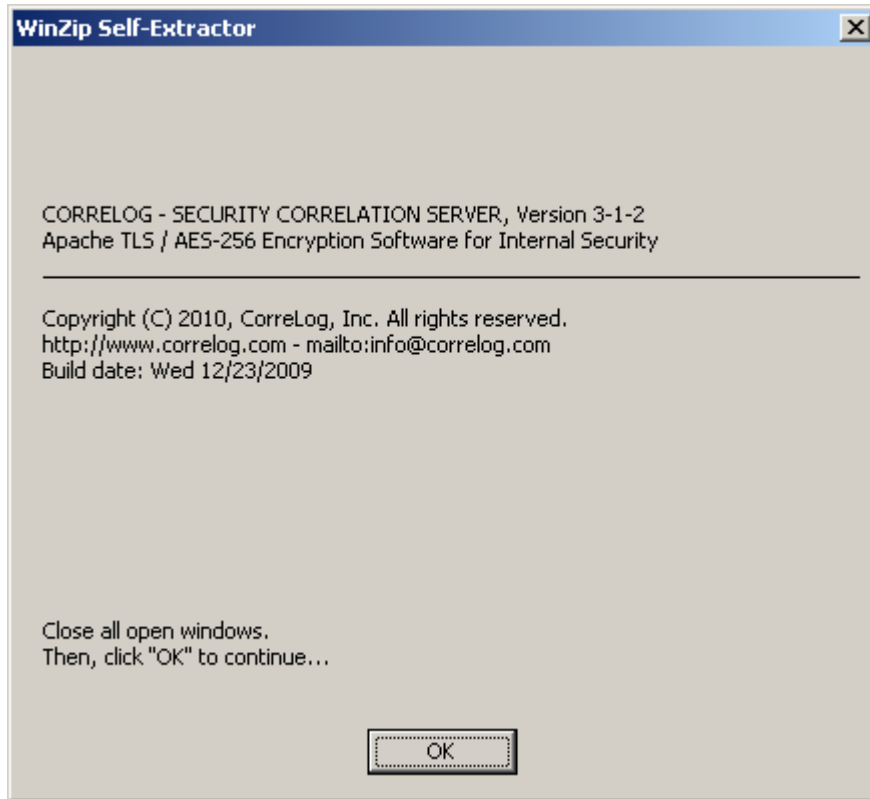 WinZip Self-Extractor
CORRELOG - SECURITY CORRELATION SERVER, Version 3-1-2
Apache TLS / AES-256 Encryption Software for Internal Security
Copyright (C) 2010, CorreLog, Inc. All rights reserved.
http://www.correlog.com - mailto:info@correlog.com
Build date: Wed 12/23/2009
Close all open windows.
Then, click "OK" to continue...
OK